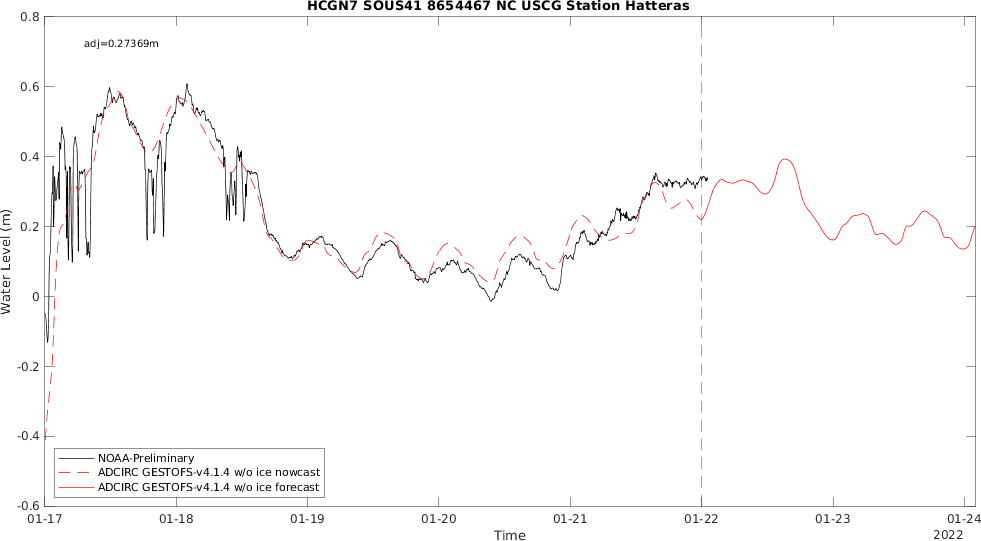 HCGN7 SOUS41 8654467 NC USCG Station Hatteras
adj=0.27369m
0.8
0.6
0.4
0.2
0
-0.2
-0.4
-0.6
Water Level (m)
NOAA-Preliminary
ADCIRC GESTOFS-v4.1.4 w/o ice nowcast
ADCIRC GESTOFS-v4.1.4 w/o ice forecast
01-17 01-18 01-19 01-20 01-21 01-22 01-23 01-24
Time
2022